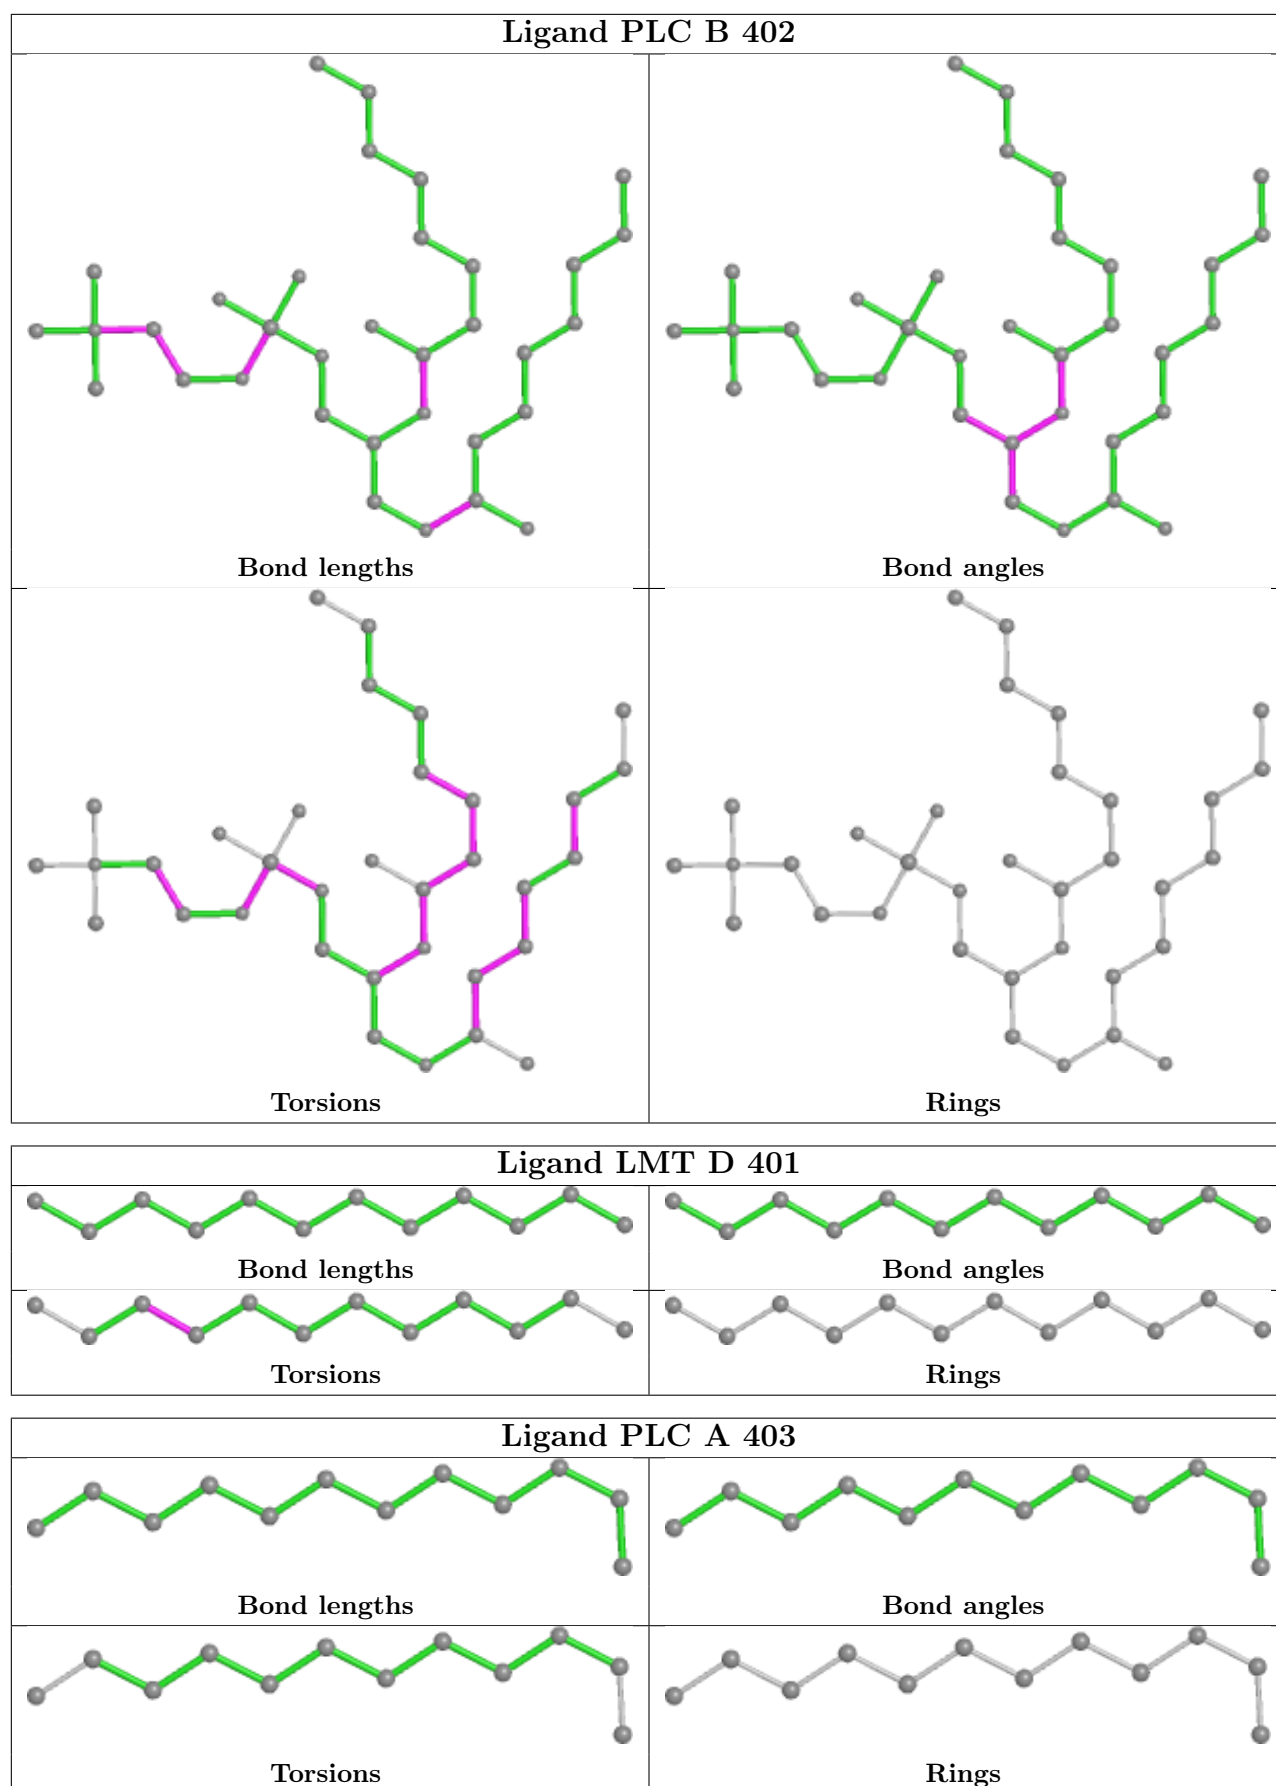 Ligand PLC B 402
Bond lengths
Bond angles
Torsions
Rings
Ligand LMT D 401
Bond lengths
Bond angles
Torsions
Rings
Ligand PLC A 403
Bond lengths
Bond angles
Torsions
Rings